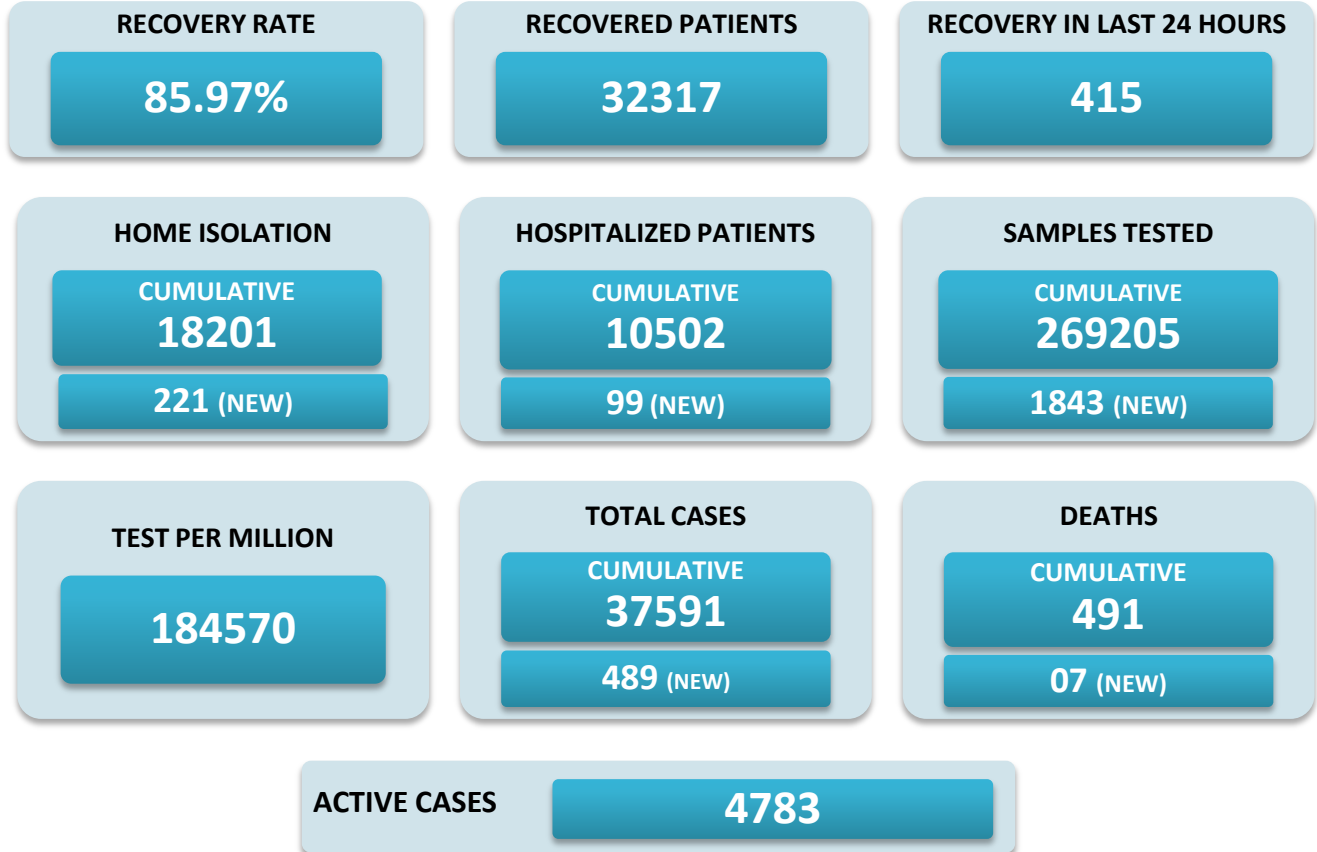 RECOVERY RATE
85.97%
RECOVERED PATIENTS
32317
RECOVERY IN LAST 24 HOURS
415
HOME ISOLATION
CUMULATIVE
18201
221 (NEW)
HOSPITALIZED PATIENTS
CUMULATIVE
10502
99 (NEW)
SAMPLES TESTED
CUMULATIVE
269205
1843 (NEW)
TEST PER MILLION
184570
TOTAL CASES
CUMULATIVE
37591
489 (NEW)
DEATHS
CUMULATIVE
491
07 (NEW)
ACTIVE CASES
4783